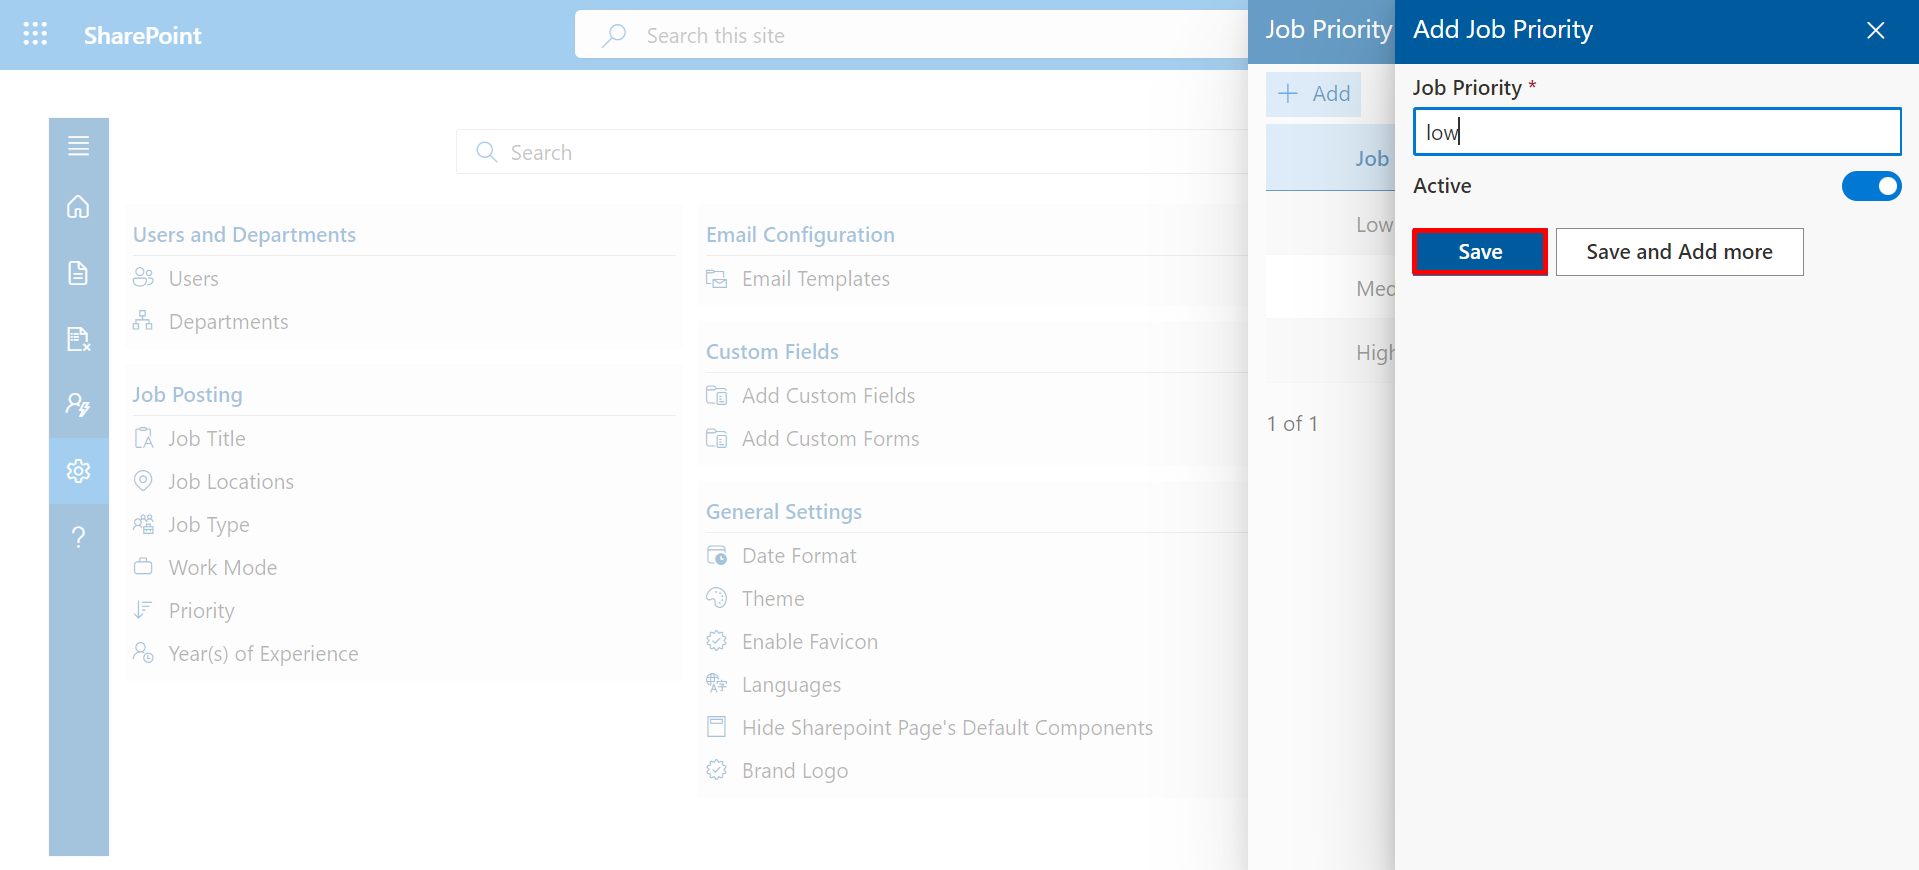 SharePoint
Search this site
Search
Users and Departments
Users
Departments
Job Posting
Job Title
Job Locations
Job Type
Work Mode
Priority
Year(s) of Experience
Email Configuration
Email Templates
Custom Fields
Add Custom Fields
Add Custom Forms
General Settings
Date Format
Theme
Enable Favicon
Languages
Hide Sharepoint Page's Default Components
Brand Logo
Job Priority
Add
Job
Low
Med
High
1 of 1
Add Job Priority
Job Priority *
low
Active
Save
Save and Add more